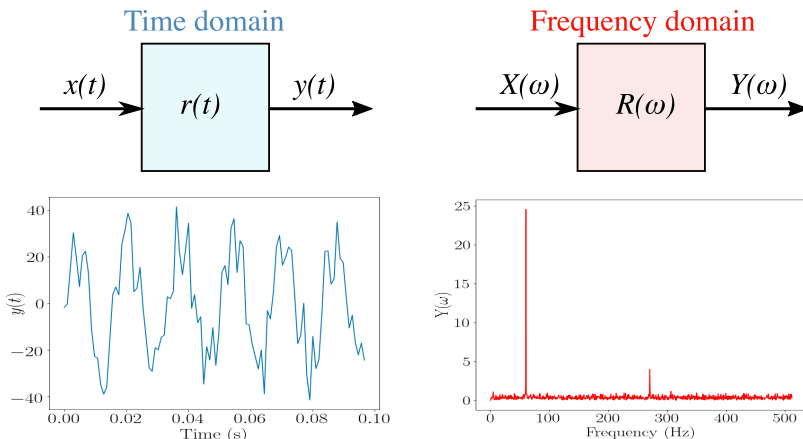 Time domain
x(t)
r(t)
y(t)
40
20
0
−20
−40
y(t)
0.00 0.02 0.04 0.06 0.08 0.10
Time (s)
Frequency domain
X(ω)
R(ω)
Y(ω)
25
20
15
10
5
0
Y(ω)
0 100 200 300 400 500
Frequency (Hz)